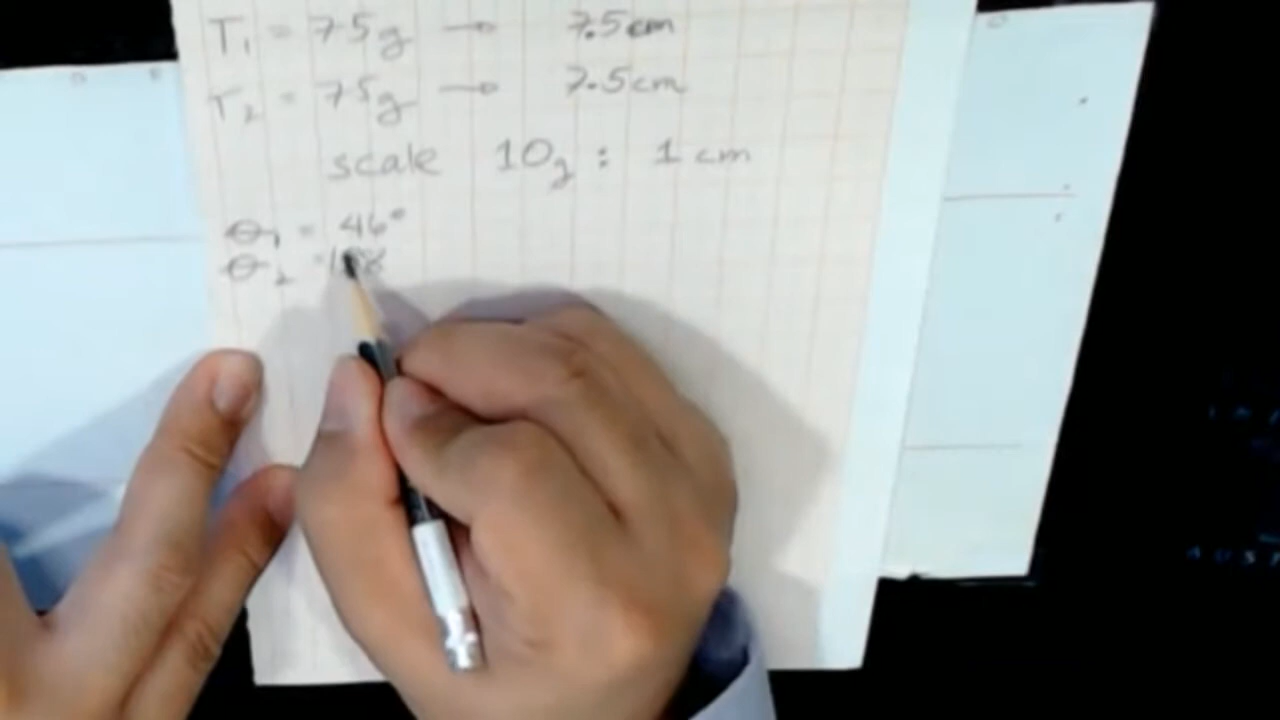 T₁ = 75g → 7.5cm
T₂ = 75g → 7.5cm
scale 10g : 1 cm
θ₁ = 46°
θ₂ =